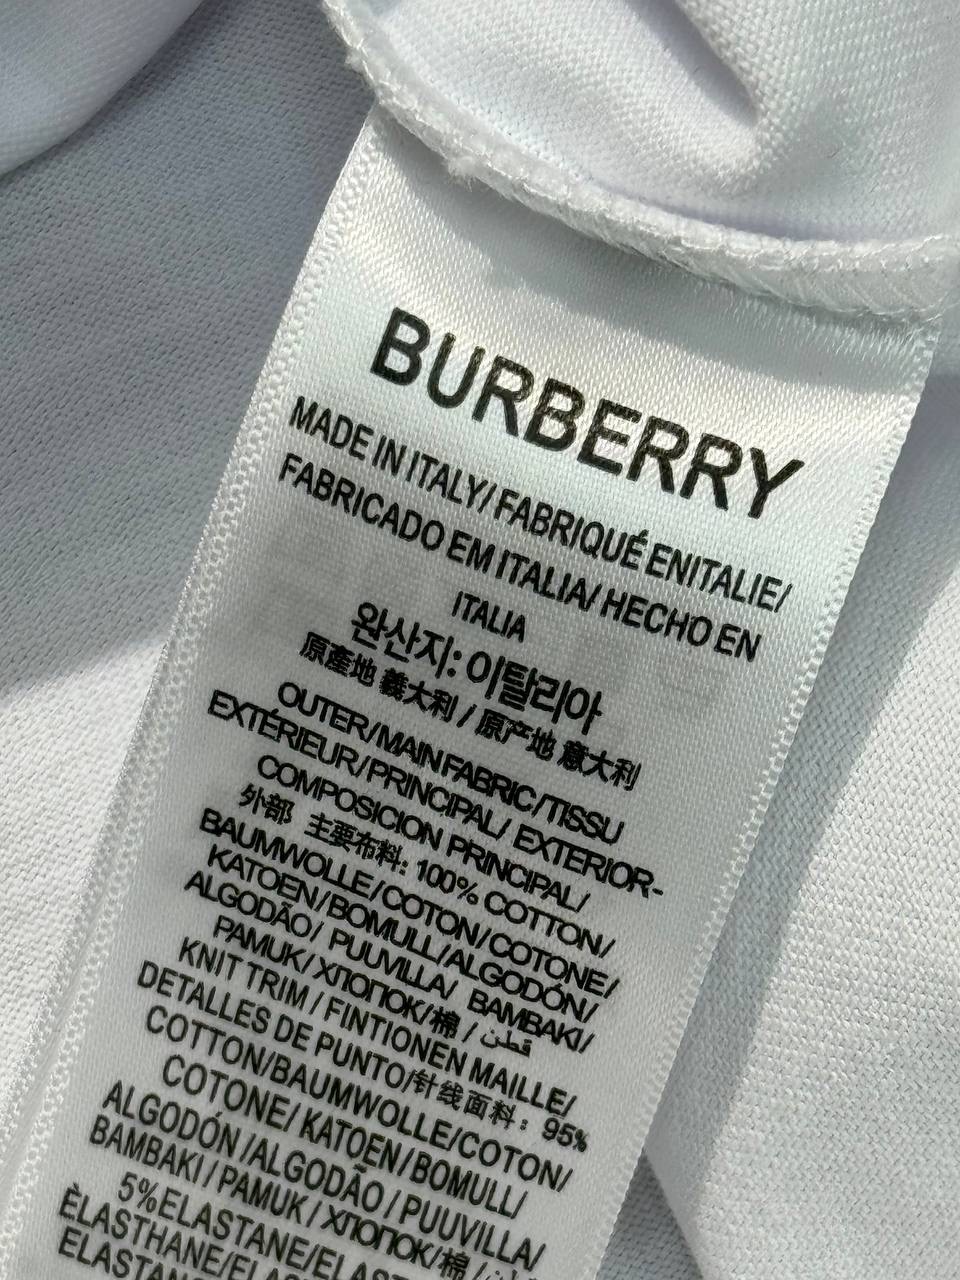 BURBERRY
MADE IN ITALY/FABRIQUÉ ENITALIE/
FABRICADO EM ITALIA/ HECHO EN
ITALIA
완산지: 이탈리아
原產地 義大利 / 原产地 意大利
OUTER/MAIN FABRIC/TISSU
EXTÉRIEUR/PRINCIPAL/ EXTERIOR-
COMPOSICION PRINCIPAL/
外部 主要布料: 100% COTTON/
BAUMWOLLE/COTON/COTONE/
KATOEN/BOMULL/ALGODÓN/
ALGODÃO/ PUUVILLA/ BAMBAKI/
PAMUK/ХЛОПОК/棉 / قطن
KNIT TRIM / FINTIONEN MAILLE/
DETALLES DE PUNTO/针线面料: 95%
COTTON/BAUMWOLLE/COTON/
COTONE/ KATOEN/BOMULL/
ALGODÓN /ALGODÃO / PUUVILLA/
BAMBAKI / PAMUK / ХЛОПОК/棉 /
5%ELASTANE/ELAST
ÈLASTHANE/ELAS
ELASTAN